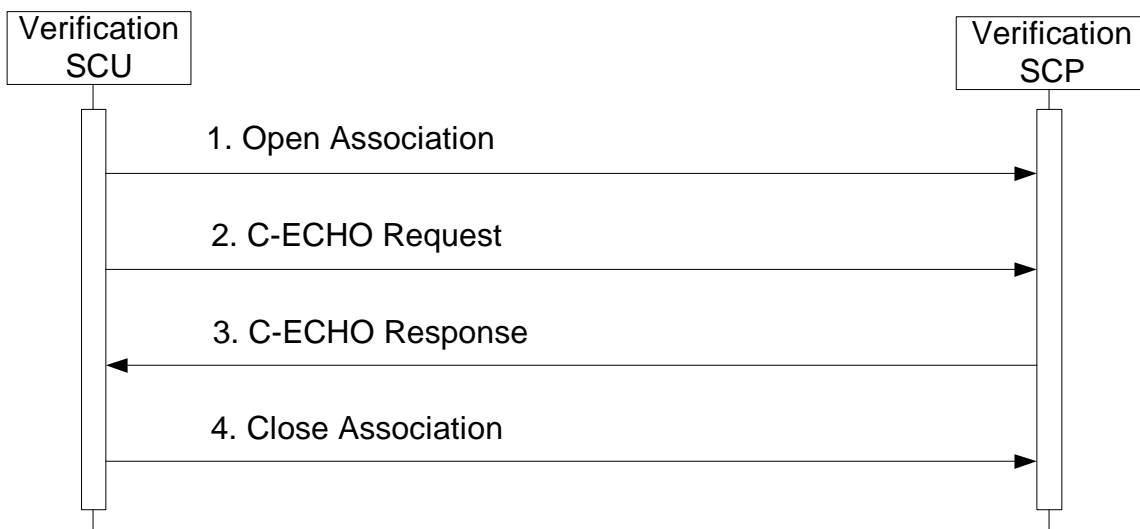 Verification
SCU
Verification
SCP
1. Open Association
2. C-ECHO Request
3. C-ECHO Response
4. Close Association